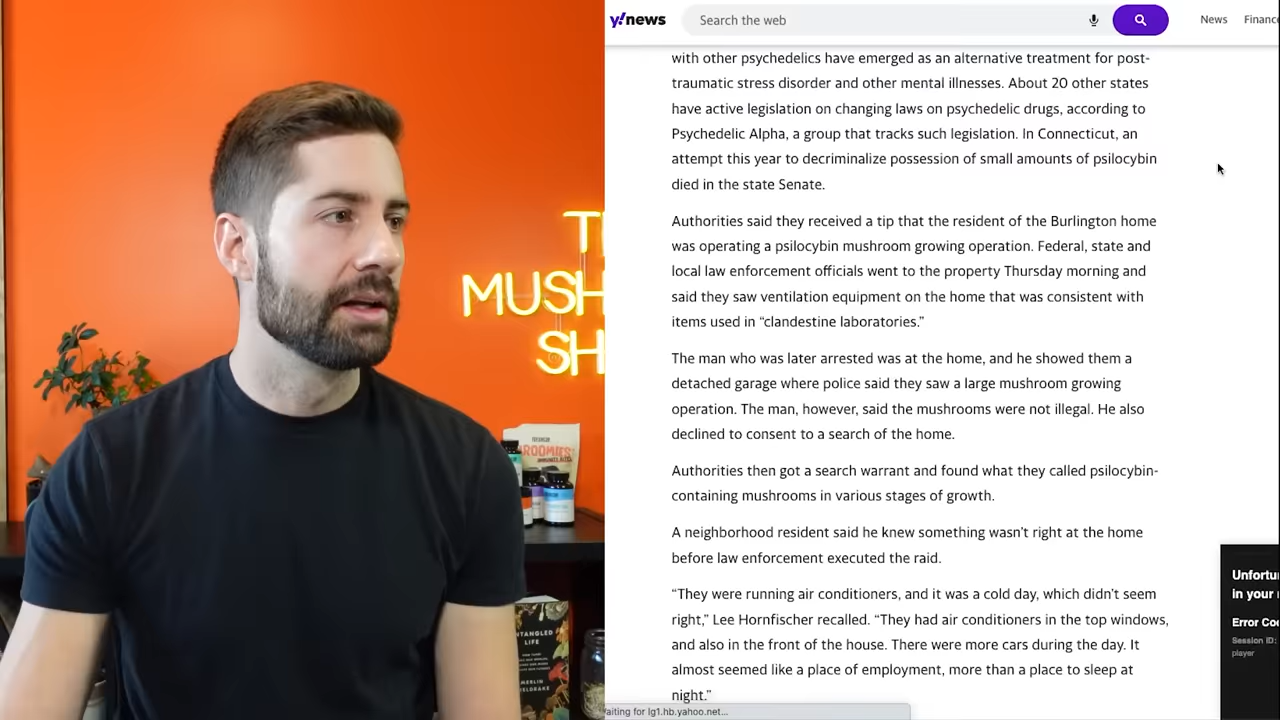 y!news
Search the web
News
Finance
with other psychedelics have emerged as an alternative treatment for post-
traumatic stress disorder and other mental illnesses. About 20 other states
have active legislation on changing laws on psychedelic drugs, according to
Psychedelic Alpha, a group that tracks such legislation. In Connecticut, an
attempt this year to decriminalize possession of small amounts of psilocybin
died in the state Senate.
Authorities said they received a tip that the resident of the Burlington home
was operating a psilocybin mushroom growing operation. Federal, state and
local law enforcement officials went to the property Thursday morning and
said they saw ventilation equipment on the home that was consistent with
items used in “clandestine laboratories.”
The man who was later arrested was at the home, and he showed them a
detached garage where police said they saw a large mushroom growing
operation. The man, however, said the mushrooms were not illegal. He also
declined to consent to a search of the home.
Authorities then got a search warrant and found what they called psilocybin-
containing mushrooms in various stages of growth.
A neighborhood resident said he knew something wasn’t right at the home
before law enforcement executed the raid.
“They were running air conditioners, and it was a cold day, which didn’t seem
right,” Lee Hornfischer recalled. “They had air conditioners in the top windows,
and also in the front of the house. There were more cars during the day. It
almost seemed like a place of employment, more than a place to sleep at
night.”
Waiting for lg1.hb.yahoo.net...
Unfortu
in your
Error Co
Session ID:
player
T
MUSH
SH
ROOMIES
NTANGLED
LIFE
MERLIN
HELDRAKE